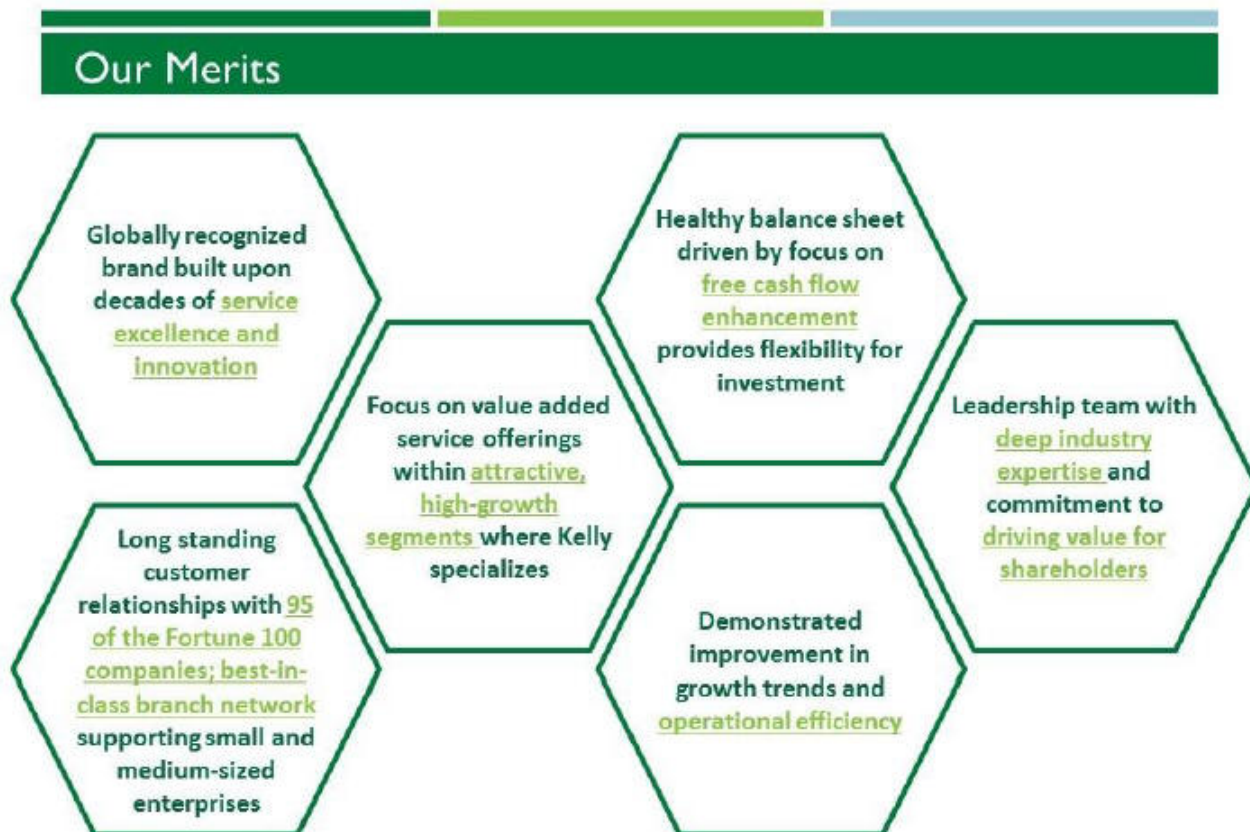 Our Merits
Globally recognized
brand built upon
decades of service
excellence and
innovation
Long standing
customer
relationships with 95
of the Fortune 100
companies; best-in-
class branch network
supporting small and
medium-sized
enterprises
Focus on value added
service offerings
within attractive,
high-growth
segments where Kelly
specializes
Healthy balance sheet
driven by focus on
free cash flow
enhancement
provides flexibility for
investment
Demonstrated
improvement in
growth trends and
operational efficiency
Leadership team with
deep industry
expertise and
commitment to
driving value for
shareholders